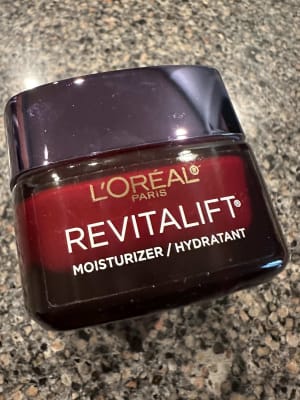 L'ORÉAL®
PARIS
REVITALIFT®
MOISTURIZER / HYDRATANT